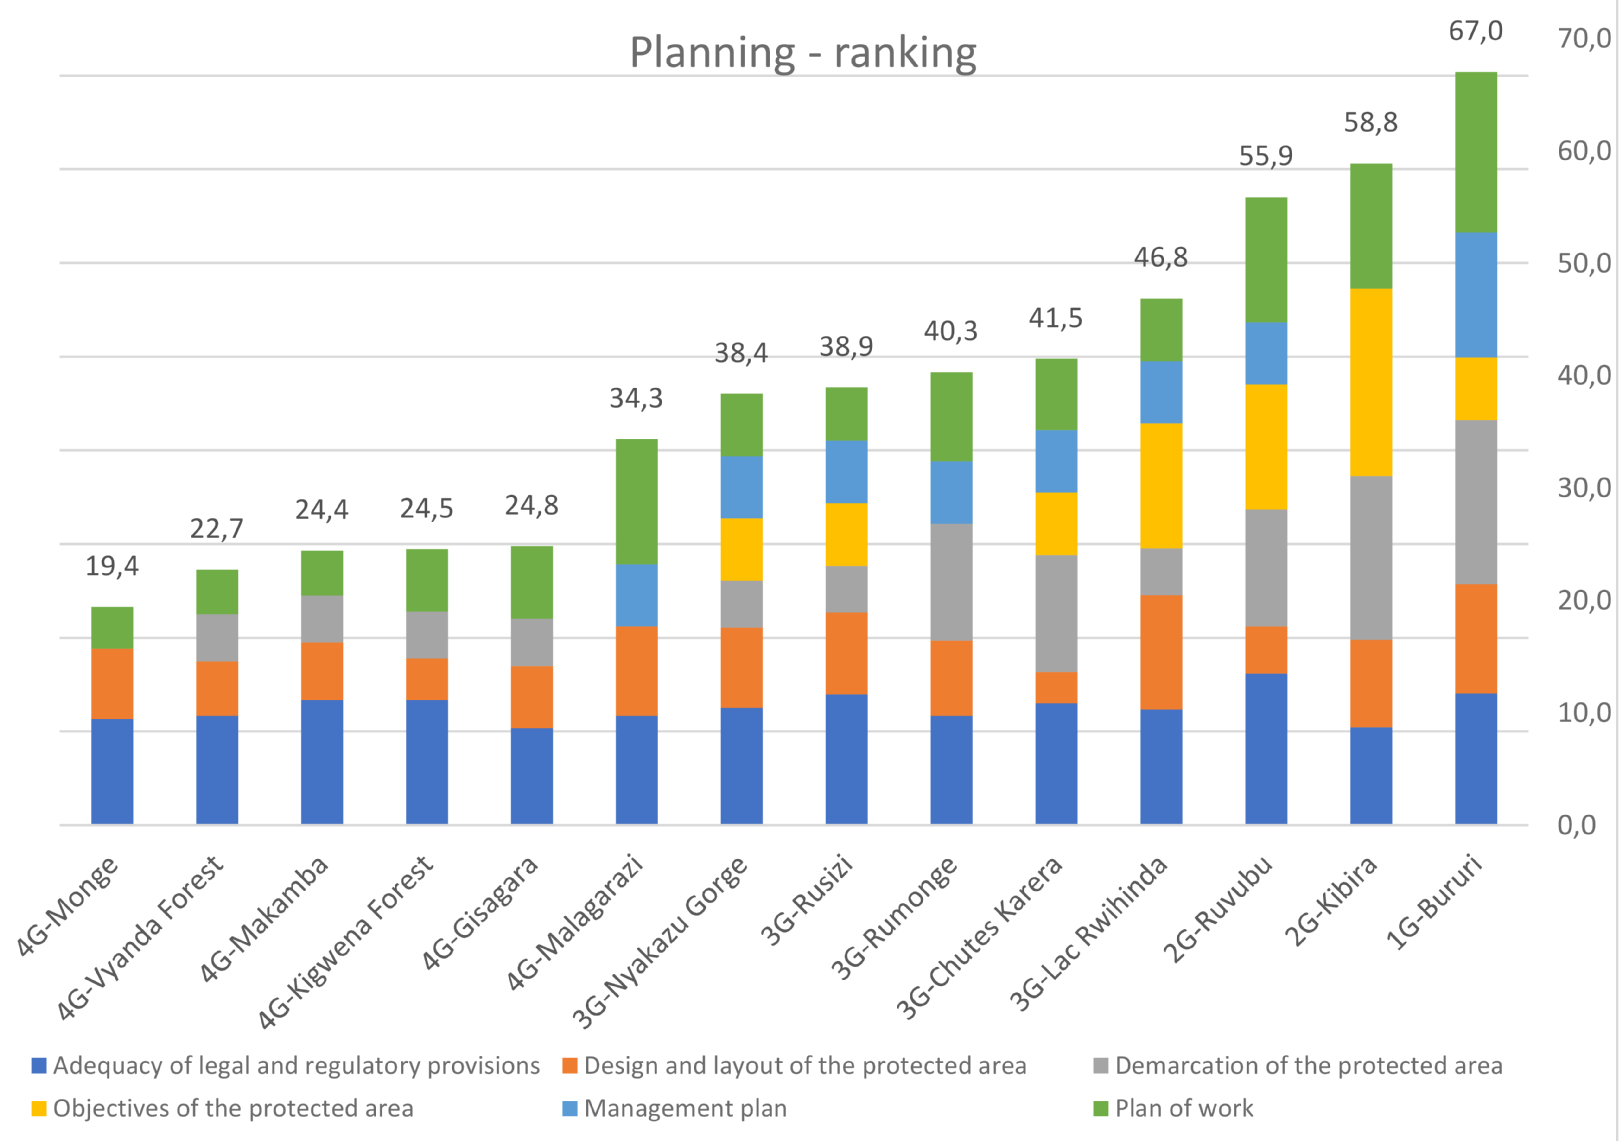 Planning - ranking
67,0
70,0
58,8
60,0
55,9
46,8
50,0
41,5
40,3
38,9
38,4
40,0
34,3
30,0
24,8
24,5
24,4
22,7
19,4
20,0
10,0
0,0
4G-Monge
4G-Vyanda Forest
4G-Makamba
4G-Kigwena Forest
4G-Gisagara
4G-Malagarazi
3G-Nyakazu Gorge
3G-Rusizi
3G-Rumonge
3G-Chutes Karera
3G-Lac Rwihinda
2G-Ruvubu
2G-Kibira
1G-Bururi
Adequacy of legal and regulatory provisions
Design and layout of the protected area
Demarcation of the protected area
Objectives of the protected area
Management plan
Plan of work